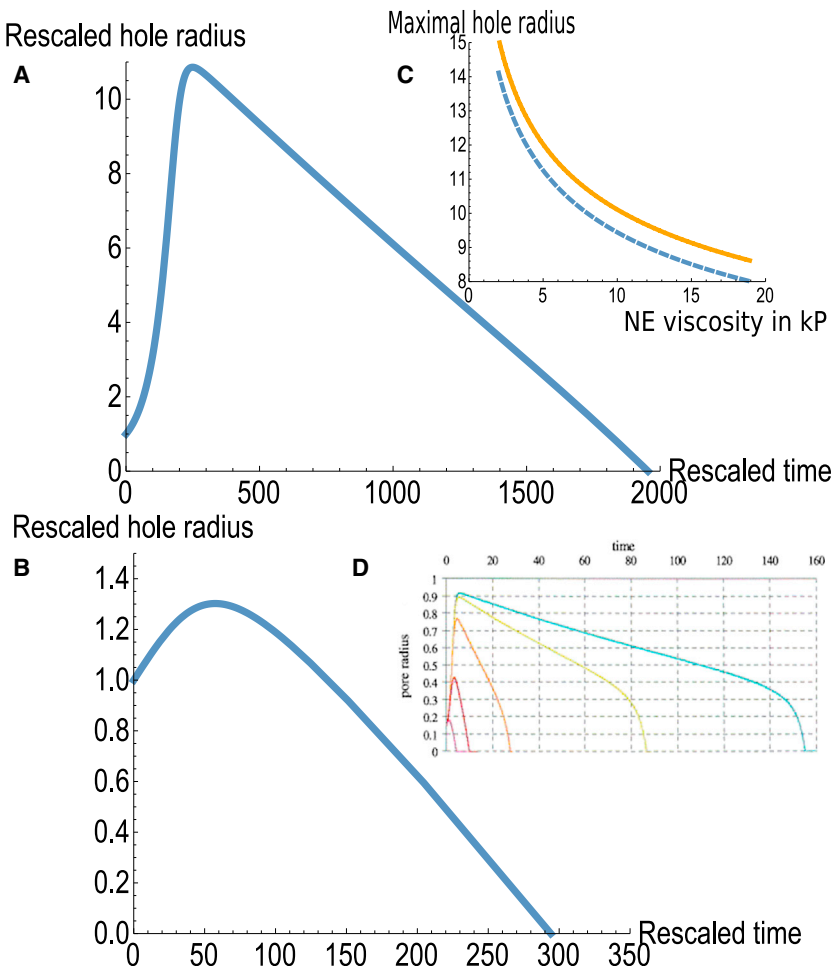 Rescaled hole radius
A
10
8
6
4
2
0
0 500 1000 1500 2000
Rescaled time
Maximal hole radius
C
15
14
13
12
11
10
9
8
0 5 10 15 20
NE viscosity in kP
Rescaled hole radius
B
1.4
1.2
1.0
0.8
0.6
0.4
0.2
0.0
0 50 100 150 200 250 300 350
Rescaled time
D
time
0 20 40 60 80 100 120 140 160
1
0.9
0.8
0.7
0.6
0.5
0.4
0.3
0.2
0.1
0
pore radius